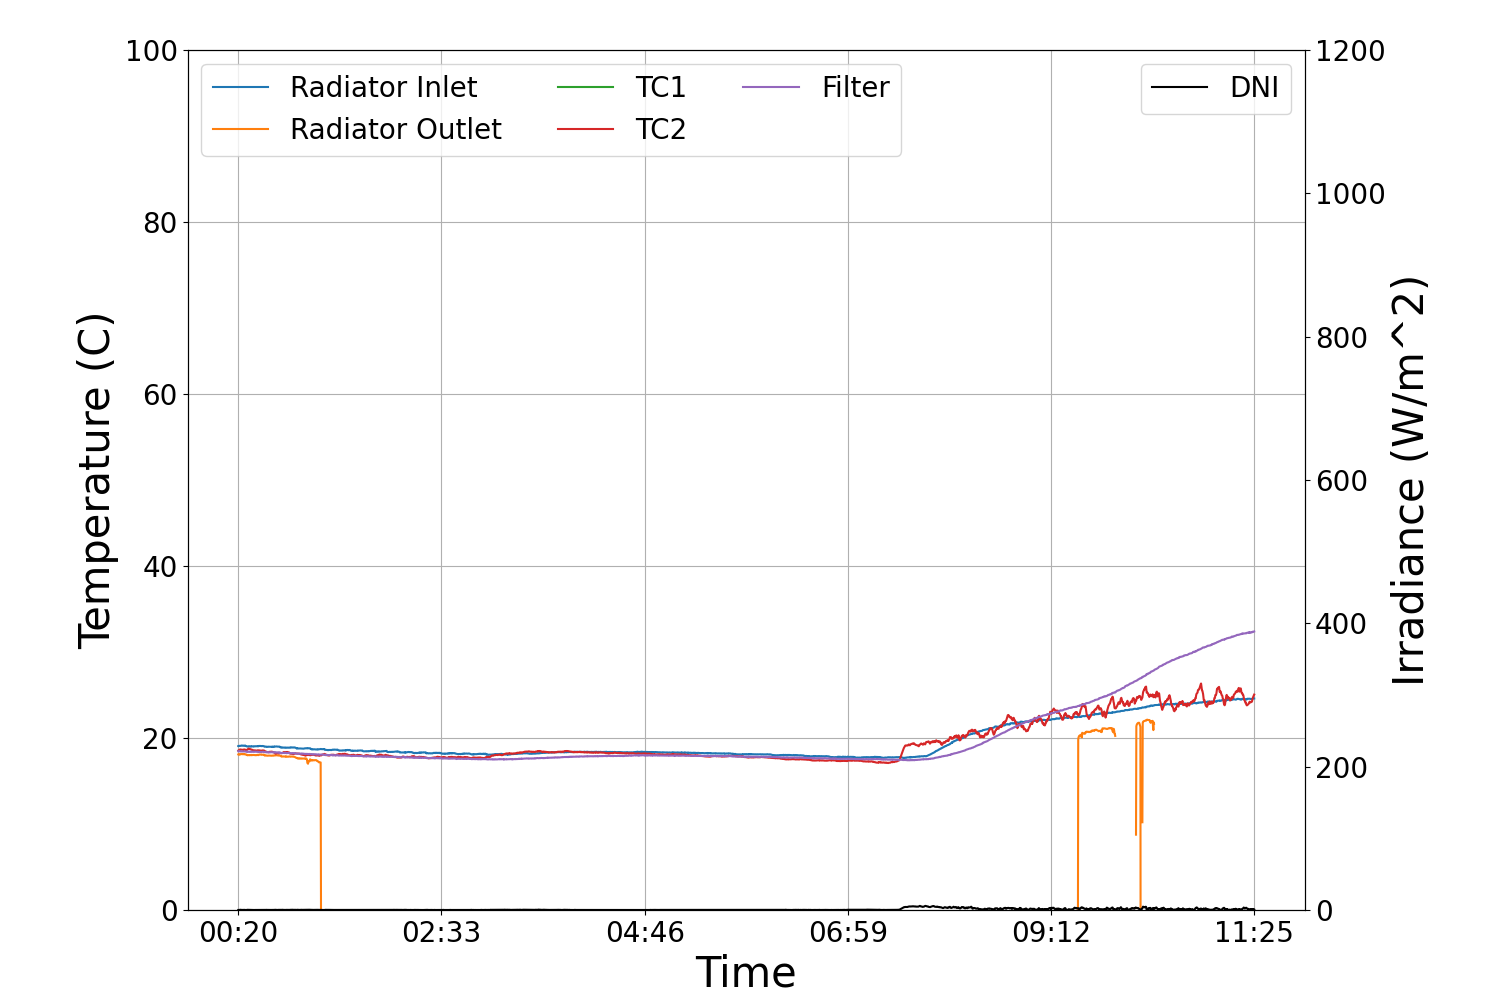 Radiator Inlet
Radiator Outlet
TC1
TC2
Filter
DNI
100
80
60
40
20
0
Temperature (C)
1200
1000
800
600
400
200
0
Irradiance (W/m^2)
00:20 02:33 04:46 06:59 09:12 11:25
Time